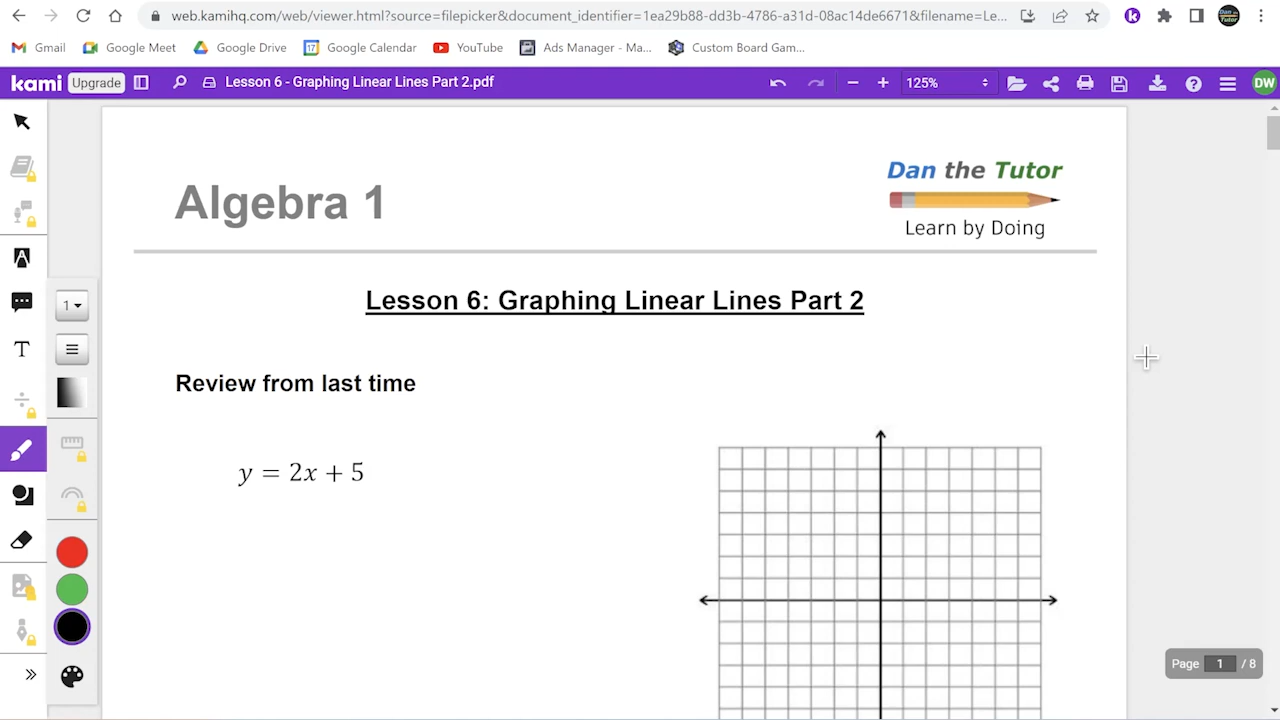 web.kamihq.com/web/viewer.html?source=filepicker&document_identifier=1ea29b88-dd3b-4786-a31d-08ac14de6671&filename=Le...
Gmail Google Meet Google Drive 17 Google Calendar YouTube Ads Manager - Ma... Custom Board Gam...
kami Upgrade Lesson 6 - Graphing Linear Lines Part 2.pdf 125% DW
Algebra 1
Dan the Tutor
Learn by Doing
Lesson 6: Graphing Linear Lines Part 2
1
Review from last time
y = 2x + 5
T
Page 1 / 8